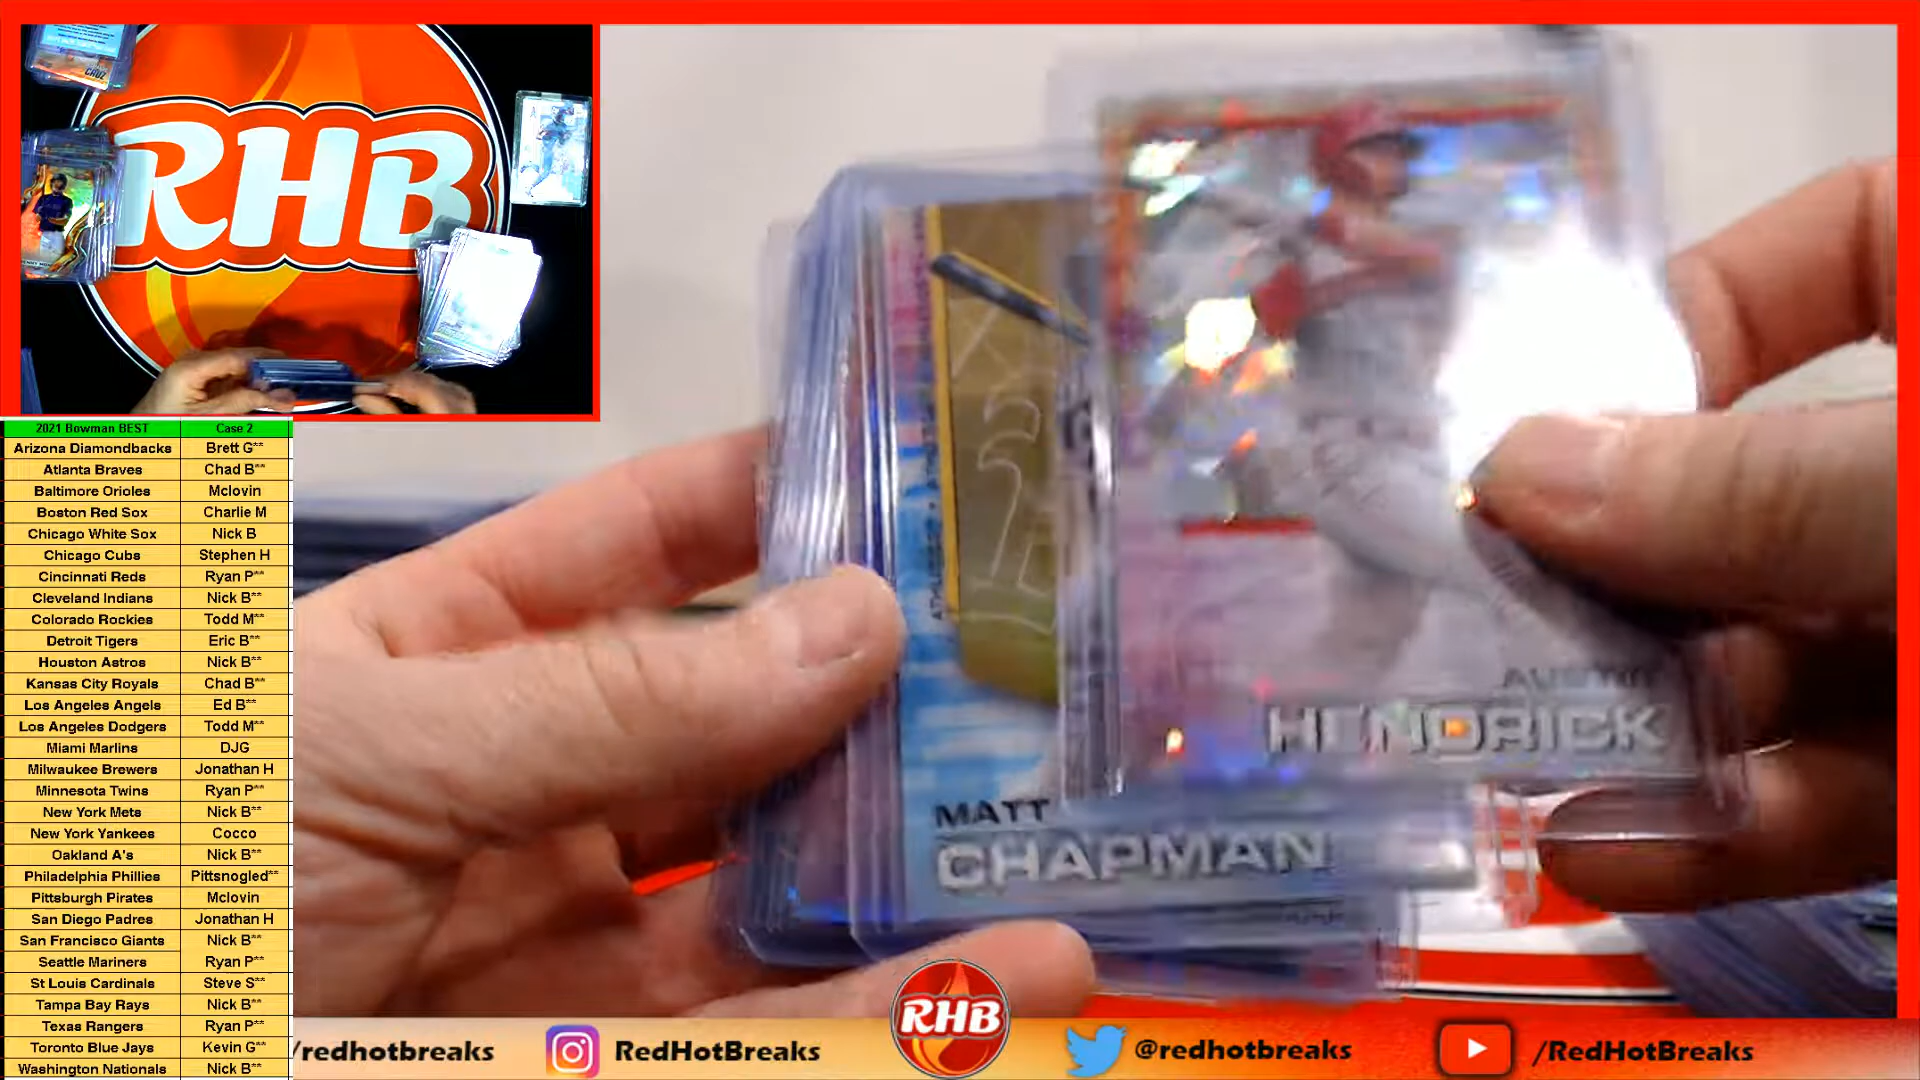 CRUZ
RHB
2021 Bowman BEST Case 2
Arizona Diamondbacks Brett G**
Atlanta Braves Chad B**
Baltimore Orioles Mclovin
Boston Red Sox Charlie M
Chicago White Sox Nick B
Chicago Cubs Stephen H
Cincinnati Reds Ryan P**
Cleveland Indians Nick B**
Colorado Rockies Todd M**
Detroit Tigers Eric B**
Houston Astros Nick B**
Kansas City Royals Chad B**
Los Angeles Angels Ed B**
Los Angeles Dodgers Todd M**
Miami Marlins DJG
Milwaukee Brewers Jonathan H
Minnesota Twins Ryan P**
New York Mets Nick B**
New York Yankees Cocco
Oakland A's Nick B**
Philadelphia Phillies Pittsnogled**
Pittsburgh Pirates Mclovin
San Diego Padres Jonathan H
San Francisco Giants Nick B**
Seattle Mariners Ryan P**
St Louis Cardinals Steve S**
Tampa Bay Rays Nick B**
Texas Rangers Ryan P**
Toronto Blue Jays Kevin G**
Washington Nationals Nick B**
AUSTIN
HENDRICK
MATT
CHAPMAN
/redhotbreaks
RedHotBreaks
RHB
@redhotbreaks
/RedHotBreaks